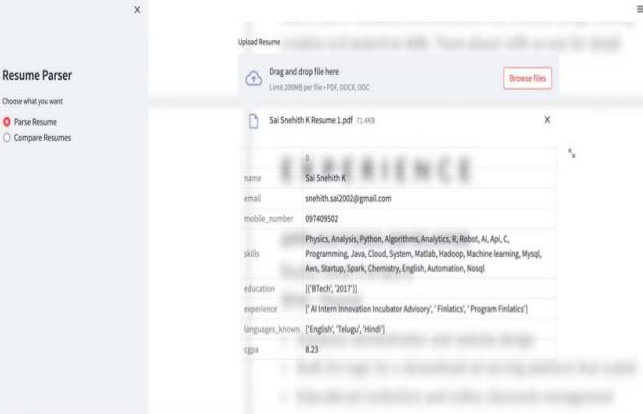 X
Resume Parser
Choose what you want
Parse Resume
Compare Resumes
Upload Resume
Drag and drop file here
Limit 200MB per file • PDF, DOCX, DOC
Browse files
Sai Snehith K Resume 1.pdf 71.4KB
X
EXPERIENCE
0
name Sai Snehith K
email snehith.sai2002@gmail.com
mobile_number 097409502
skills Physics, Analysis, Python, Algorithms, Analytics, R, Robot, Ai, Api, C,
Programming, Java, Cloud, System, Matlab, Hadoop, Machine learning, Mysql,
Aws, Startup, Spark, Chemistry, English, Automation, Nosql
education [('BTech', '2017')]
experience [' AI Intern Innovation Incubator Advisory', ' Finlatics', ' Program Finlatics']
languages_known ['English', 'Telugu', 'Hindi']
cgpa 8.23